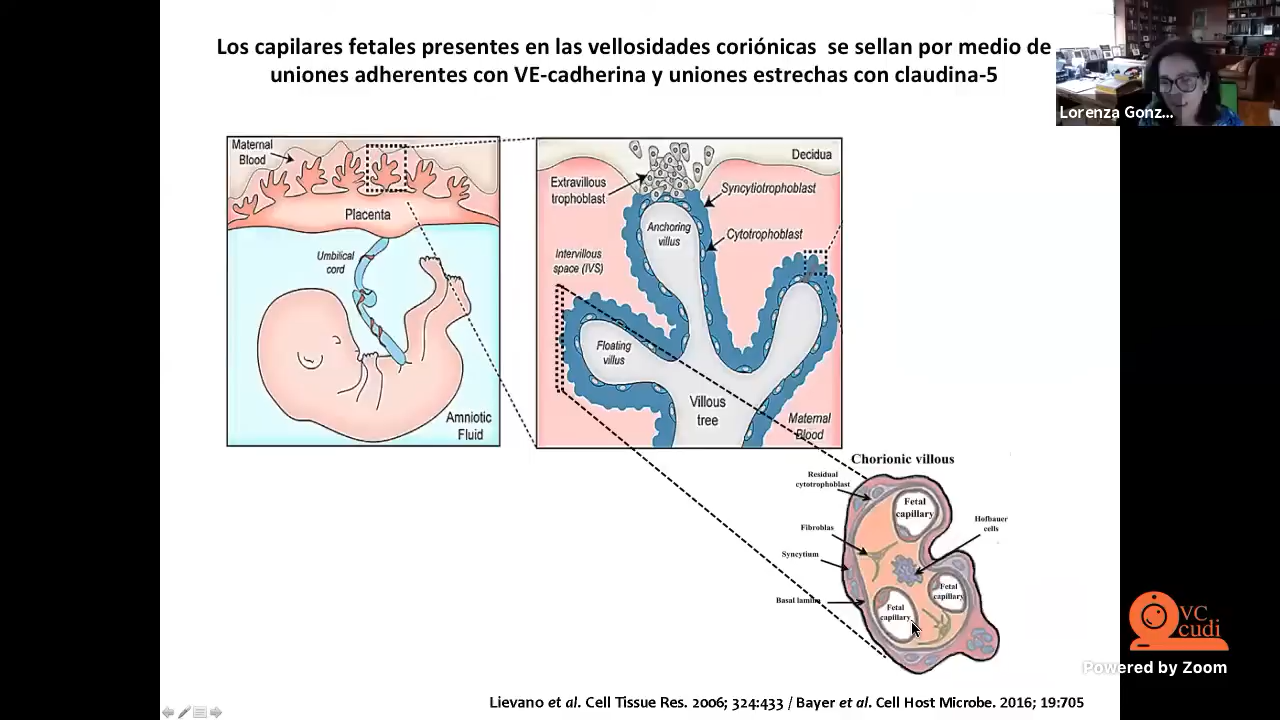 Los capilares fetales presentes en las vellosidades coriónicas se sellan por medio de
uniones adherentes con VE-cadherina y uniones estrechas con claudina-5
Lorenza Gonz...
Maternal
Blood
Placenta
Umbilical
cord
Amniotic
Fluid
Decidua
Extravillous
trophoblast
Syncytiotrophoblast
Anchoring
villus
Cytotrophoblast
Intervillous
space (IVS)
Floating
villus
Villous
tree
Maternal
Blood
Chorionic villous
Residual
cytotrophoblast
Fetal
capillary
Hofbauer
cells
Fibroblas
Syncytium
Fetal
capillary
Basal lamina
Fetal
capillary
VC
cudi
Powered by Zoom
Lievano et al. Cell Tissue Res. 2006; 324:433 / Bayer et al. Cell Host Microbe. 2016; 19:705